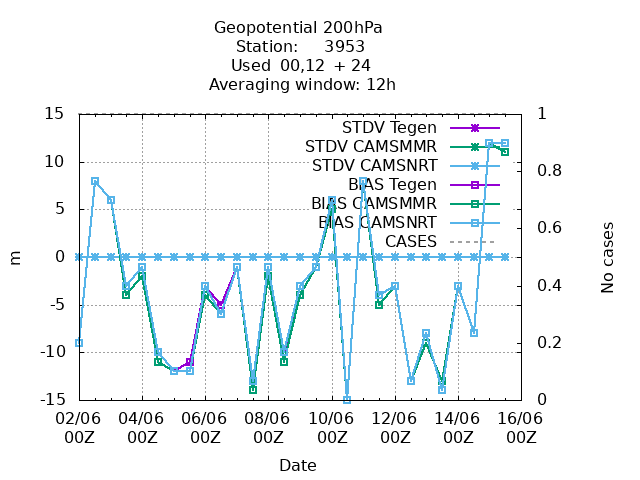 Geopotential 200hPa
Station: 3953
Used 00,12 + 24
Averaging window: 12h
15 1
STDV Tegen
STDV CAMSMMR
10 0.8
STDV CAMSNRT
BIAS Tegen
5 BIAS CAMSMMR
BIAS CAMSNRT 0.6
CASES
m 0 No cases
0.4
-5
-10 0.2
-15 0
02/06 04/06 06/06 08/06 10/06 12/06 14/06 16/06
00Z 00Z 00Z 00Z 00Z 00Z 00Z 00Z
Date